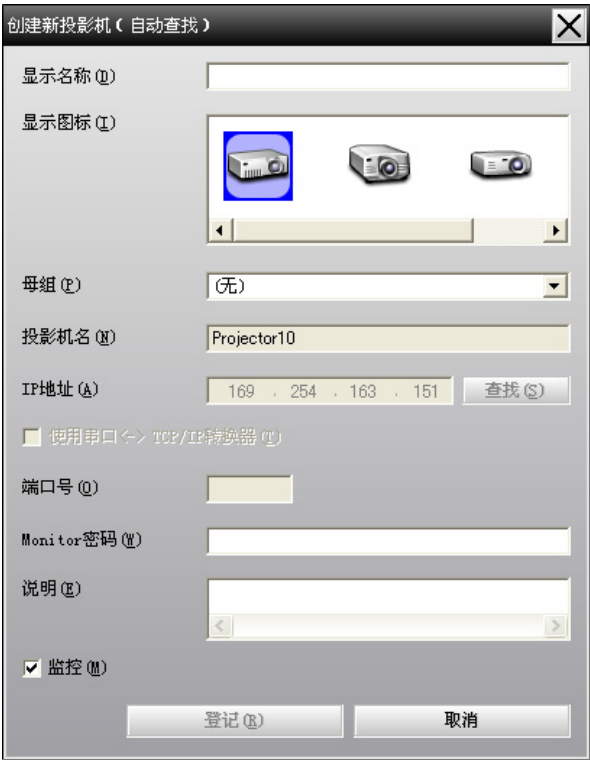 创建新投影机(自动查找)
显示名称(D)
显示图标(I)
母组(P) (无)
投影机名(N) Projector10
IP地址(A) 169 . 254 . 163 . 151 查找(S)
使用串口<-> TCP/IP转换器(T)
端口号(O)
Monitor密码(W)
说明(E)
监控(M)
登记(R) 取消